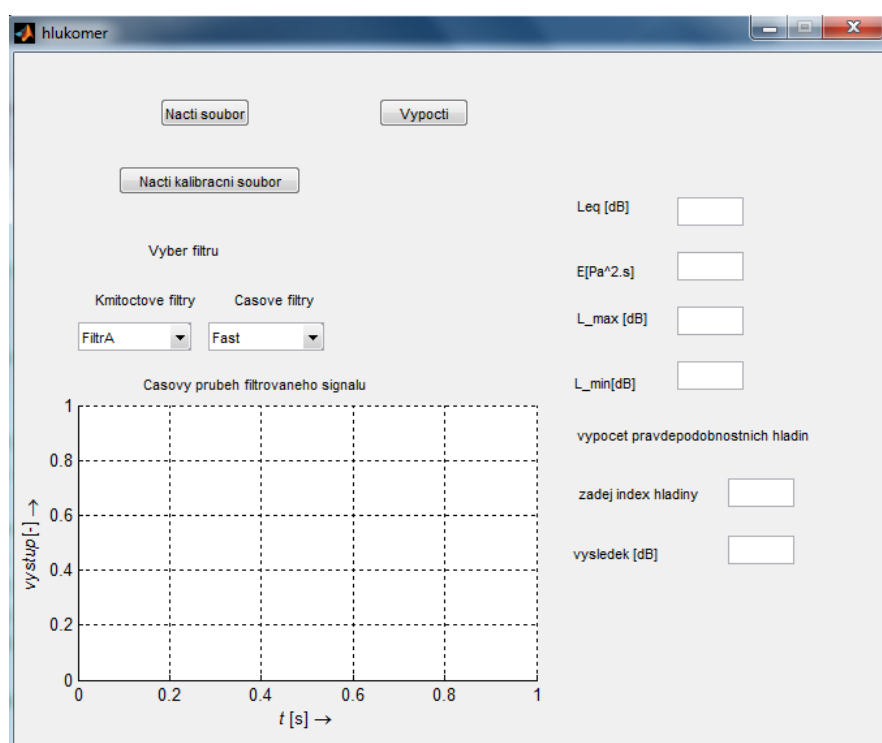 hlukomer
Nacti soubor
Vypocti
Nacti kalibracni soubor
Vyber filtru
Kmitoctove filtry
Casove filtry
FiltrA
Fast
Casovy prubeh filtrovaneho signalu
1
0.8
0.6
0.4
0.2
0
vystup[-] →
0
0.2
0.4
0.6
0.8
1
t [s] →
Leq [dB]
E[Pa^2.s]
L_max [dB]
L_min[dB]
vypocet pravdepodobnostnich hladin
zadej index hladiny
vysledek [dB]